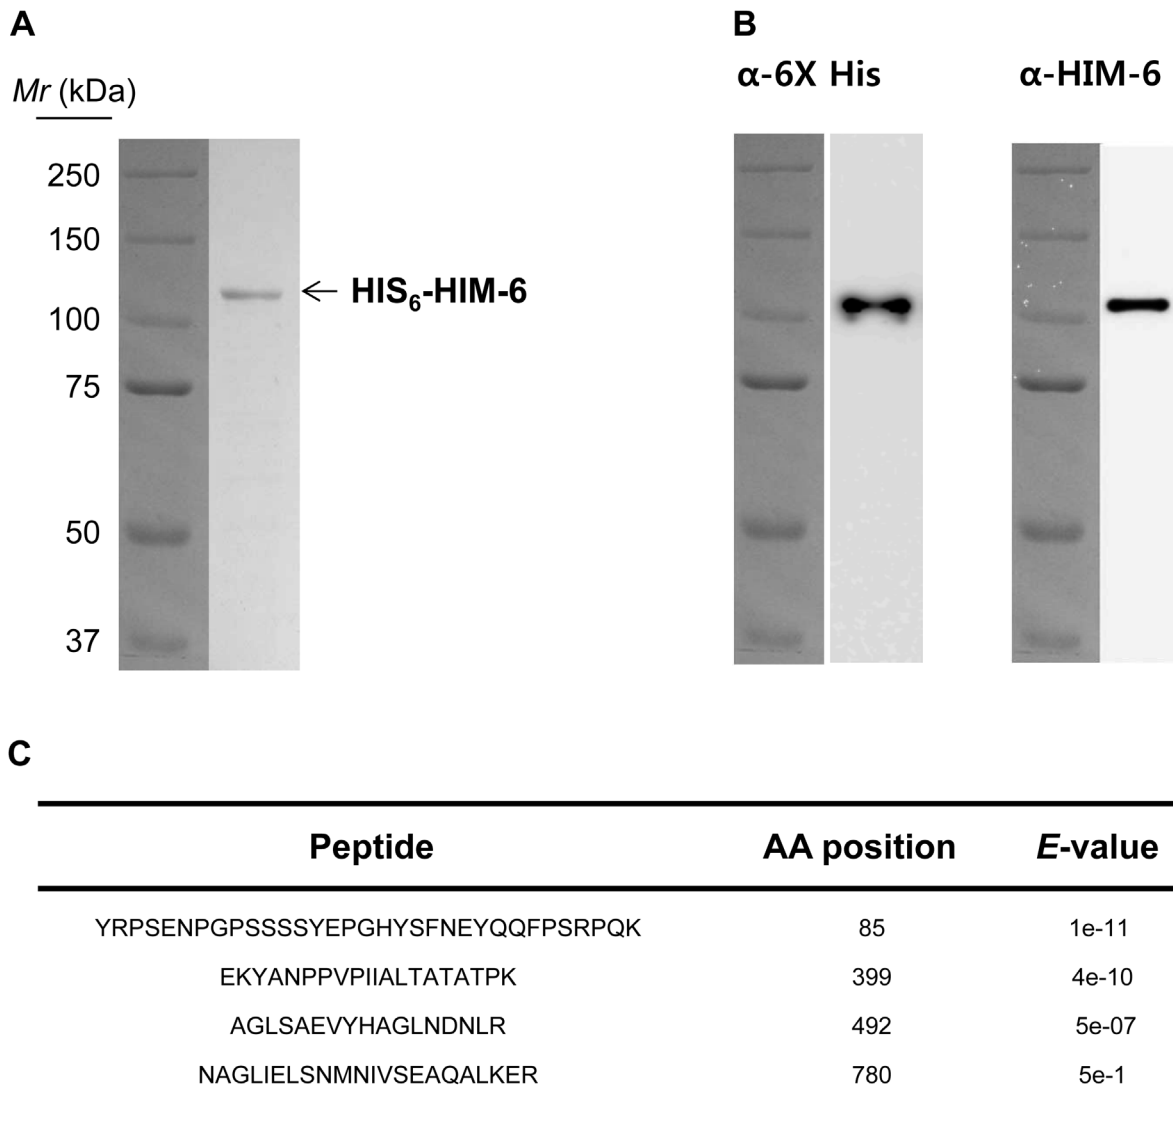 A
B
α-6X His
α-HIM-6
Mr (kDa)
250
150
100
75
50
37
HIS6-HIM-6
C
Peptide AA position E-value
YRPSENPGPSSSSYEPGHYSFNEYQQFPSRPQK 85 1e-11
EKYANPPVPIIALTATATPK 399 4e-10
AGLSAEVYHAGLNDNLR 492 5e-07
NAGLIELSNMNIVSEAQALKER 780 5e-1